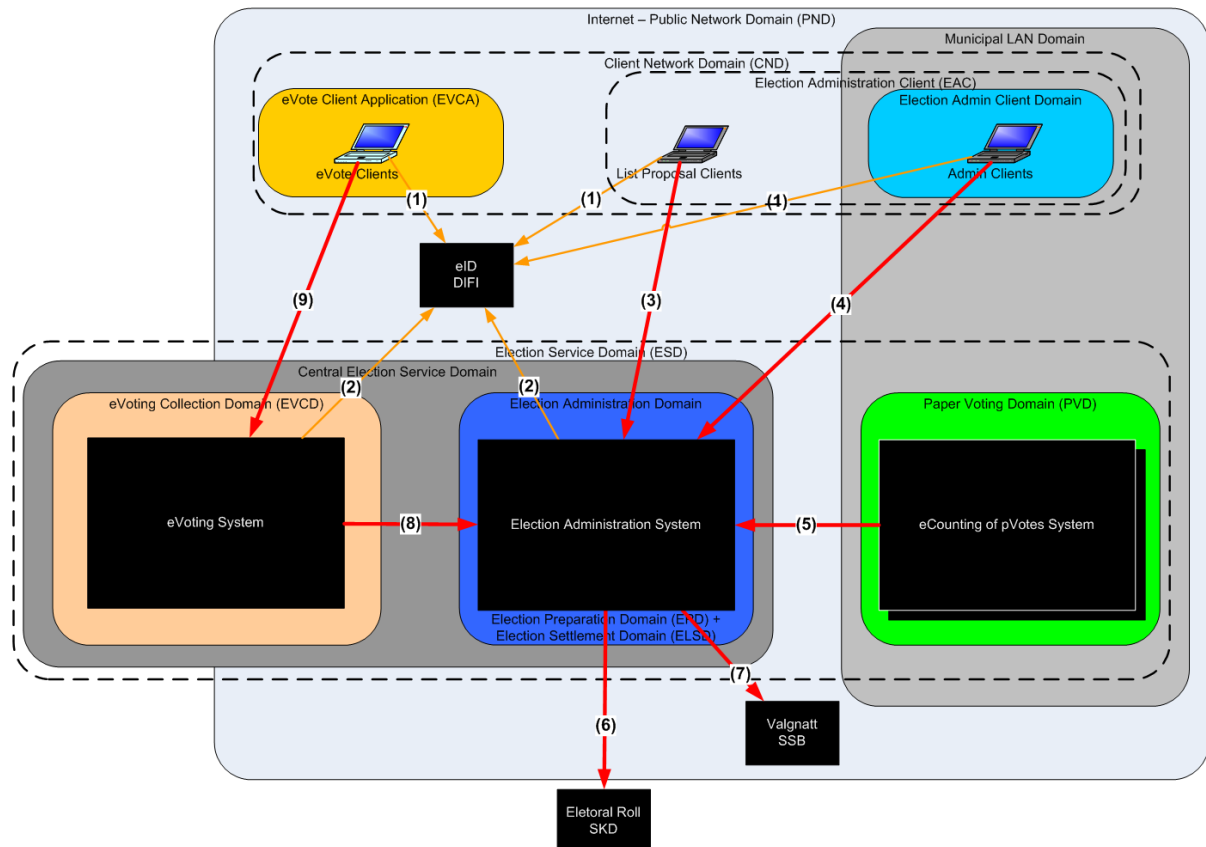 Internet – Public Network Domain (PND)
Municipal LAN Domain
Client Network Domain (CND)
Election Administration Client (EAC)
eVote Client Application (EVCA)
Election Admin Client Domain
eVote Clients
List Proposal Clients
Admin Clients
(1)
(1)
(1)
eID
DIFI
(9)
(3)
(4)
Election Service Domain (ESD)
Central Election Service Domain
(2)
(2)
eVoting Collection Domain (EVCD)
Election Administration Domain
Paper Voting Domain (PVD)
eVoting System
(8)
Election Administration System
(5)
eCounting of pVotes System
Election Preparation Domain (EPD) +
Election Settlement Domain (ELSD)
(7)
(6)
Valgnatt
SSB
Eletoral Roll
SKD